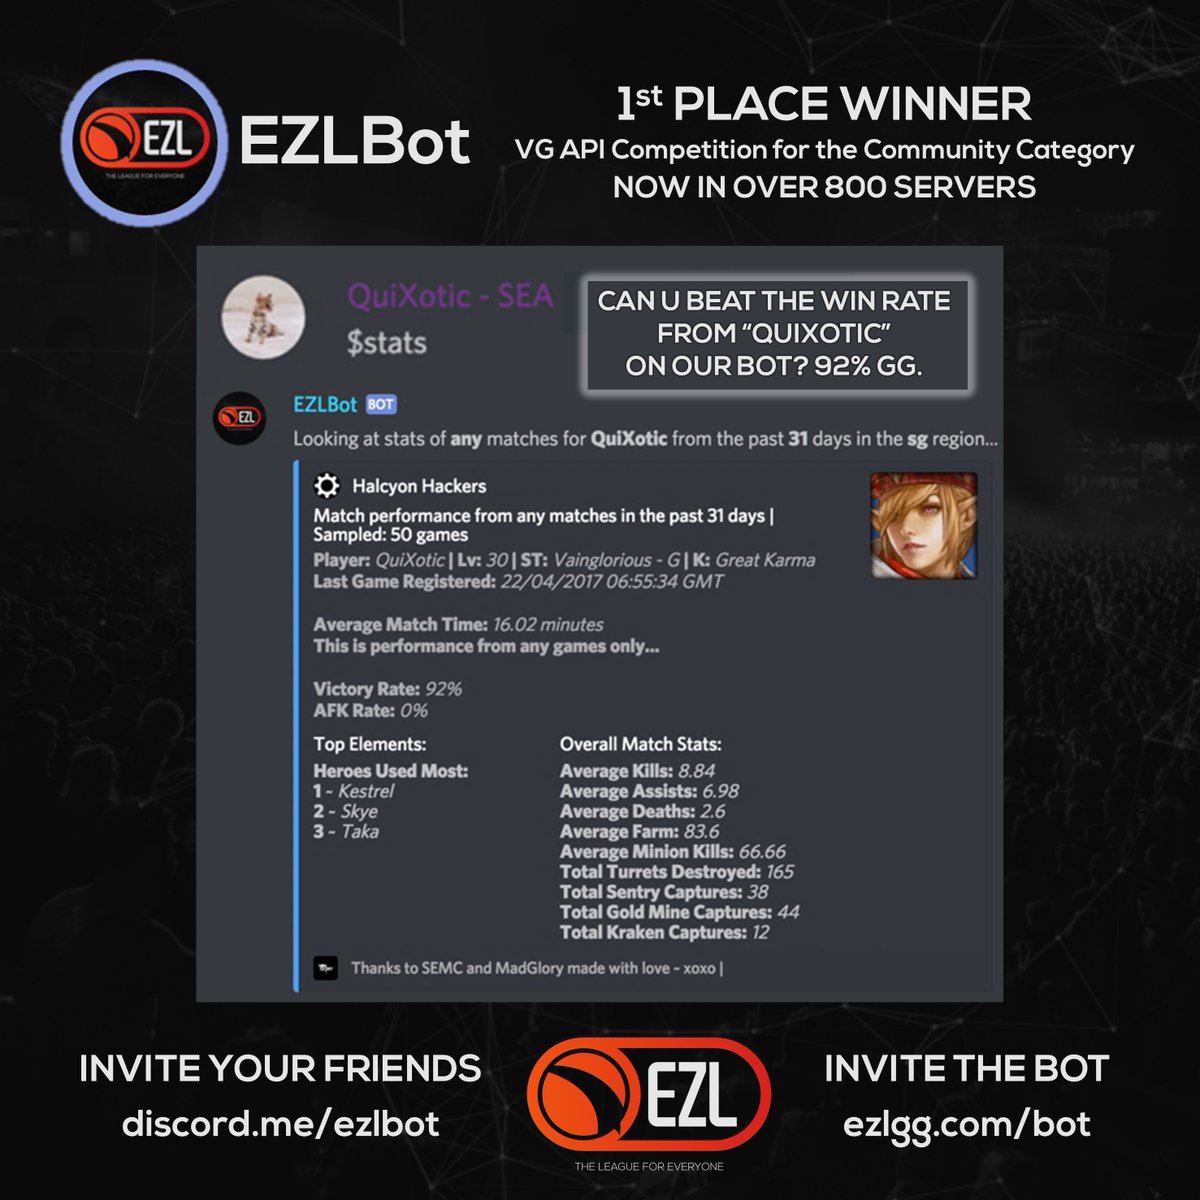 EZL
THE LEAGUE FOR EVERYONE
EZLBot
1st PLACE WINNER
VG API Competition for the Community Category
NOW IN OVER 800 SERVERS
QuiXotic - SEA
$stats
CAN U BEAT THE WIN RATE
FROM “QUIXOTIC”
ON OUR BOT? 92% GG.
EZL
EZLBot BOT
Looking at stats of any matches for QuiXotic from the past 31 days in the sg region...
Halcyon Hackers
Match performance from any matches in the past 31 days |
Sampled: 50 games
Player: QuiXotic | Lv: 30 | ST: Vainglorious - G | K: Great Karma
Last Game Registered: 22/04/2017 06:55:34 GMT
Average Match Time: 16.02 minutes
This is performance from any games only...
Victory Rate: 92%
AFK Rate: 0%
Top Elements:
Heroes Used Most:
1 ~ Kestrel
2 ~ Skye
3 ~ Taka
Overall Match Stats:
Average Kills: 8.84
Average Assists: 6.98
Average Deaths: 2.6
Average Farm: 83.6
Average Minion Kills: 66.66
Total Turrets Destroyed: 165
Total Sentry Captures: 38
Total Gold Mine Captures: 44
Total Kraken Captures: 12
Thanks to SEMC and MadGlory made with love ~ xoxo |
INVITE YOUR FRIENDS
discord.me/ezlbot
EZL
THE LEAGUE FOR EVERYONE
INVITE THE BOT
ezlgg.com/bot